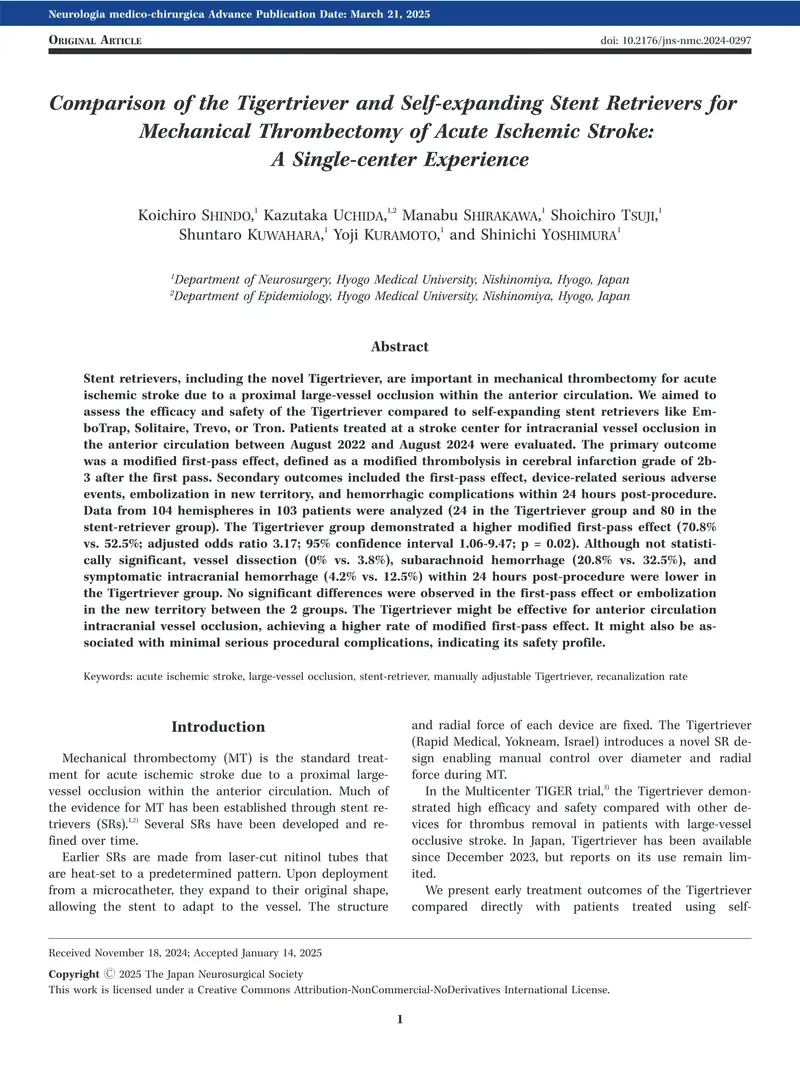 Neurologia medico-chirurgica Advance Publication Date: March 21, 2025
ORIGINAL ARTICLE
doi: 10.2176/jns-nmc.2024-0297
Comparison of the Tigertriever and Self-expanding Stent Retrievers for
Mechanical Thrombectomy of Acute Ischemic Stroke:
A Single-center Experience
Koichiro SHINDO,1 Kazutaka UCHIDA,1,2 Manabu SHIRAKAWA,1 Shoichiro TSUJI,1
Shuntaro KUWAHARA,1 Yoji KURAMOTO,1 and Shinichi YOSHIMURA1
1Department of Neurosurgery, Hyogo Medical University, Nishinomiya, Hyogo, Japan
2Department of Epidemiology, Hyogo Medical University, Nishinomiya, Hyogo, Japan
Abstract
Stent retrievers, including the novel Tigertriever, are important in mechanical thrombectomy for acute
ischemic stroke due to a proximal large-vessel occlusion within the anterior circulation. We aimed to
assess the efficacy and safety of the Tigertriever compared to self-expanding stent retrievers like Em-
boTrap, Solitaire, Trevo, or Tron. Patients treated at a stroke center for intracranial vessel occlusion in
the anterior circulation between August 2022 and August 2024 were evaluated. The primary outcome
was a modified first-pass effect, defined as a modified thrombolysis in cerebral infarction grade of 2b-
3 after the first pass. Secondary outcomes included the first-pass effect, device-related serious adverse
events, embolization in new territory, and hemorrhagic complications within 24 hours post-procedure.
Data from 104 hemispheres in 103 patients were analyzed (24 in the Tigertriever group and 80 in the
stent-retriever group). The Tigertriever group demonstrated a higher modified first-pass effect (70.8%
vs. 52.5%; adjusted odds ratio 3.17; 95% confidence interval 1.06-9.47; p = 0.02). Although not statisti-
cally significant, vessel dissection (0% vs. 3.8%), subarachnoid hemorrhage (20.8% vs. 32.5%), and
symptomatic intracranial hemorrhage (4.2% vs. 12.5%) within 24 hours post-procedure were lower in
the Tigertriever group. No significant differences were observed in the first-pass effect or embolization
in the new territory between the 2 groups. The Tigertriever might be effective for anterior circulation
intracranial vessel occlusion, achieving a higher rate of modified first-pass effect. It might also be as-
sociated with minimal serious procedural complications, indicating its safety profile.
Keywords: acute ischemic stroke, large-vessel occlusion, stent-retriever, manually adjustable Tigertriever, recanalization rate
Introduction
Mechanical thrombectomy (MT) is the standard treat-
ment for acute ischemic stroke due to a proximal large-
vessel occlusion within the anterior circulation. Much of
the evidence for MT has been established through stent re-
trievers (SRs).1,2) Several SRs have been developed and re-
fined over time.
Earlier SRs are made from laser-cut nitinol tubes that
are heat-set to a predetermined pattern. Upon deployment
from a microcatheter, they expand to their original shape,
allowing the stent to adapt to the vessel. The structure
and radial force of each device are fixed. The Tigertriever
(Rapid Medical, Yokneam, Israel) introduces a novel SR de-
sign enabling manual control over diameter and radial
force during MT.
In the Multicenter TIGER trial,3) the Tigertriever demon-
strated high efficacy and safety compared with other de-
vices for thrombus removal in patients with large-vessel
occlusive stroke. In Japan, Tigertriever has been available
since December 2023, but reports on its use remain lim-
ited.
We present early treatment outcomes of the Tigertriever
compared directly with patients treated using self-
Received November 18, 2024; Accepted January 14, 2025
Copyright © 2025 The Japan Neurosurgical Society
This work is licensed under a Creative Commons Attribution-NonCommercial-NoDerivatives International License.
1